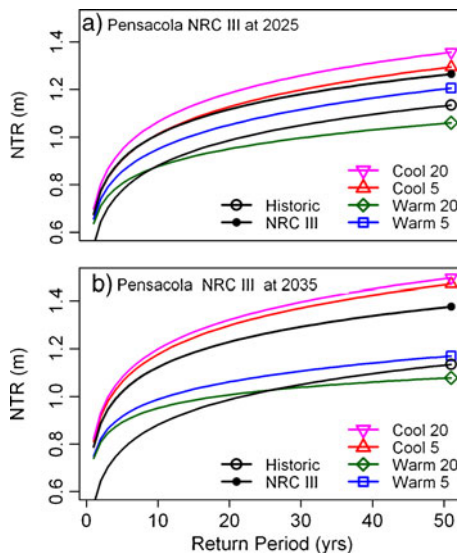 a) Pensacola NRC III at 2025
NTR (m)
1.4
1.2
1.0
0.8
0.6
Cool 20
Cool 5
Historic
Warm 20
NRC III
Warm 5
b) Pensacola NRC III at 2035
NTR (m)
1.4
1.2
1.0
0.8
0.6
Cool 20
Cool 5
Historic
Warm 20
NRC III
Warm 5
0 10 20 30 40 50
Return Period (yrs)